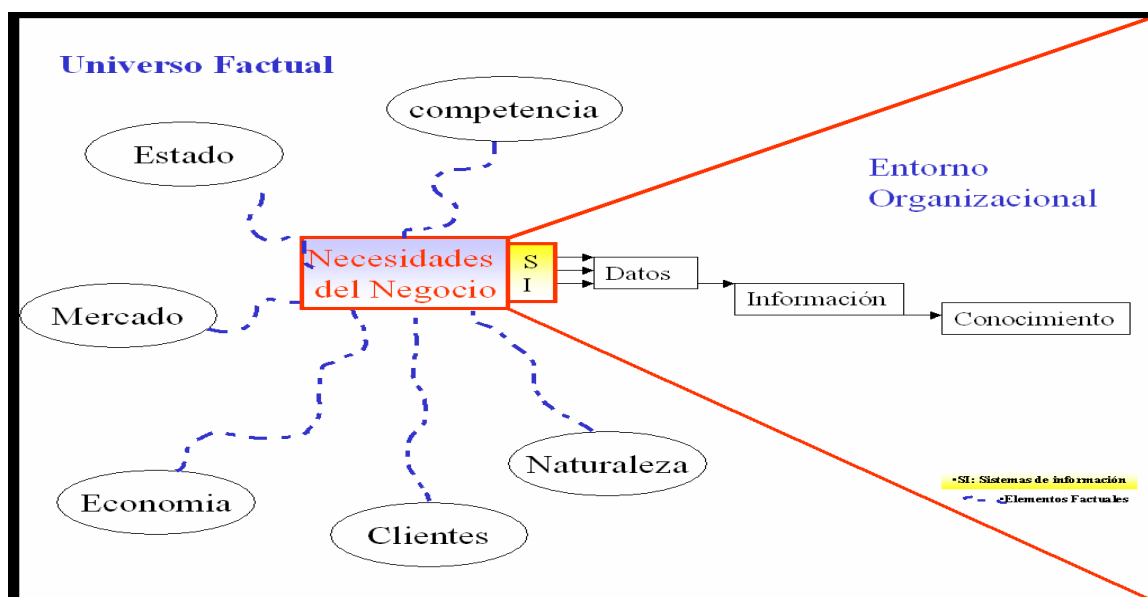 Universo Factual
competencia
Estado
Entorno
Organizacional
Necesidades
del Negocio
S
I
Datos
Información
Conocimiento
Mercado
Naturaleza
Economia
Clientes
•SI: Sistemas de información
•Elementos Factuales